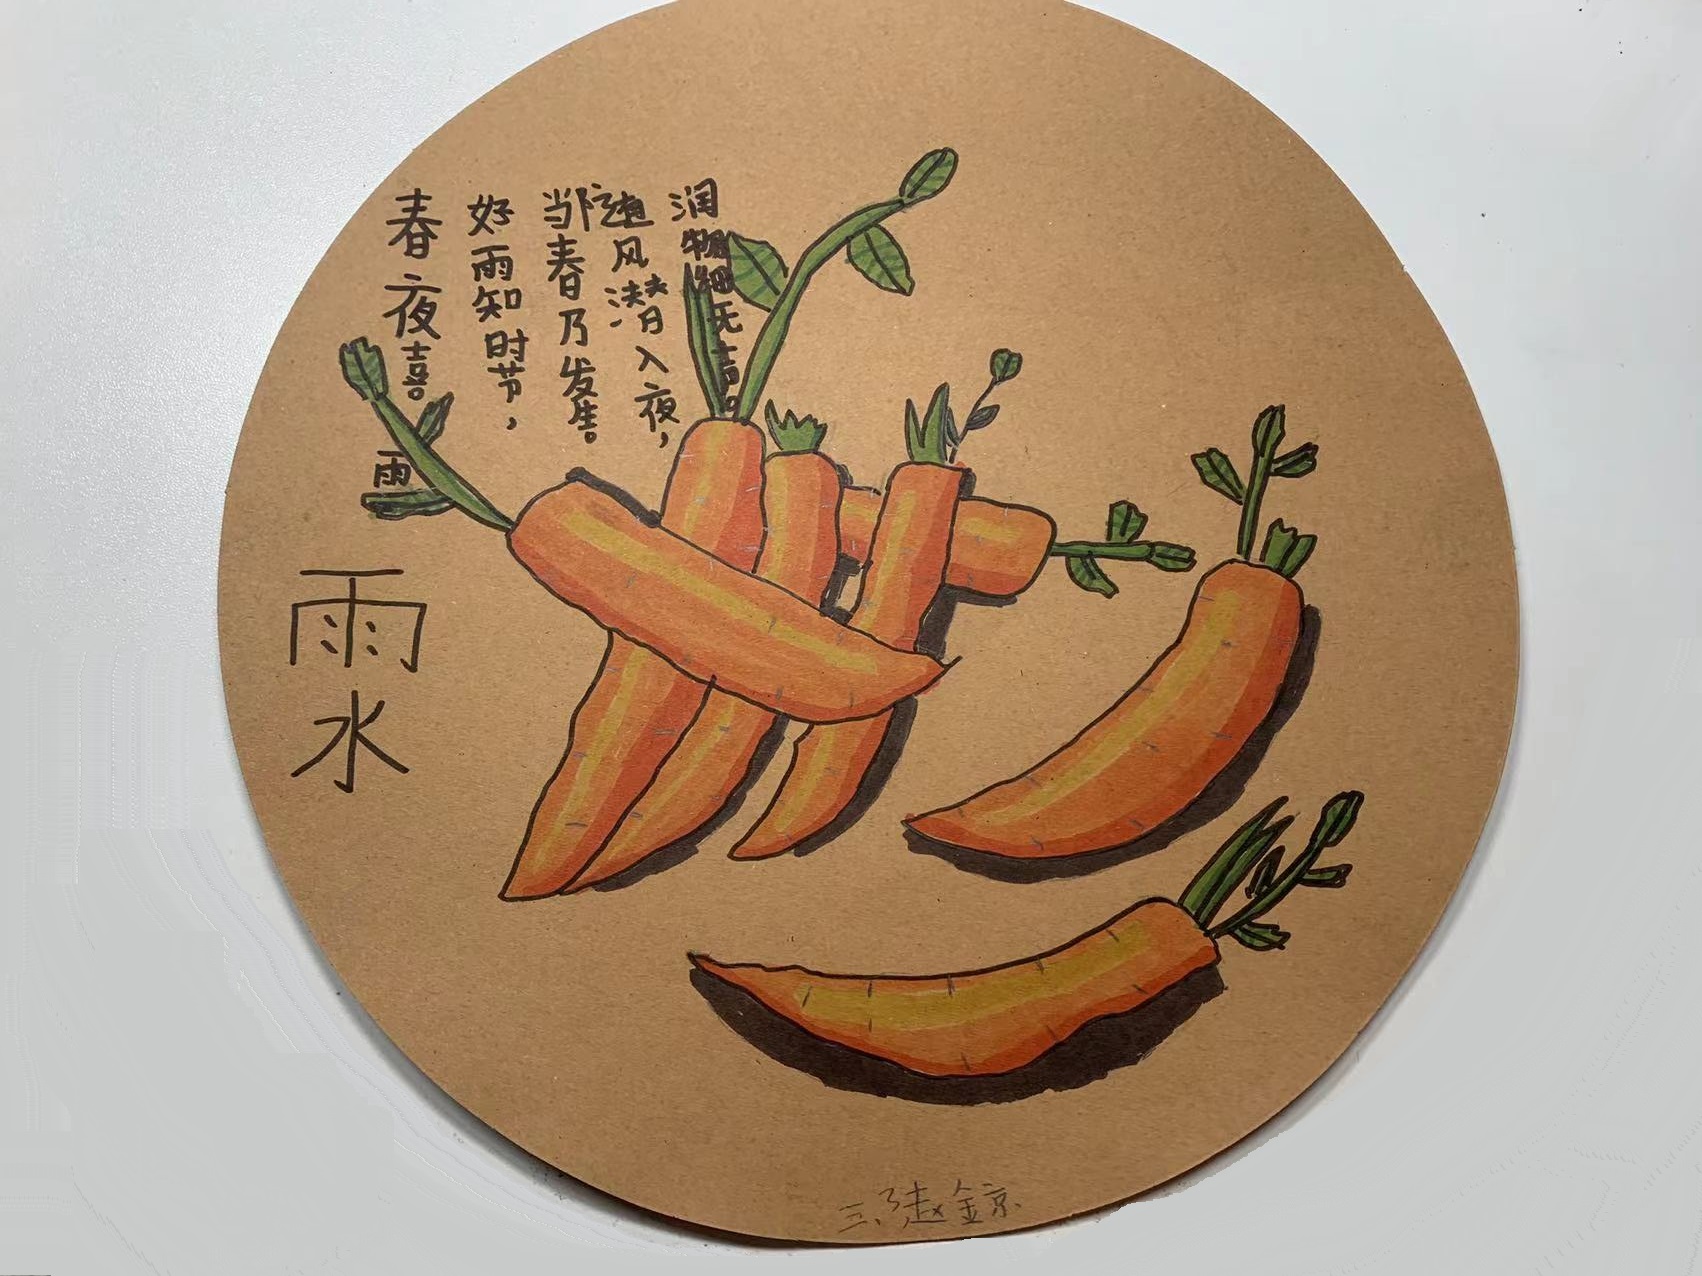 春夜喜雨
好雨知时节，
当春乃发生。
随风潜入夜，
润物细无声。
雨水